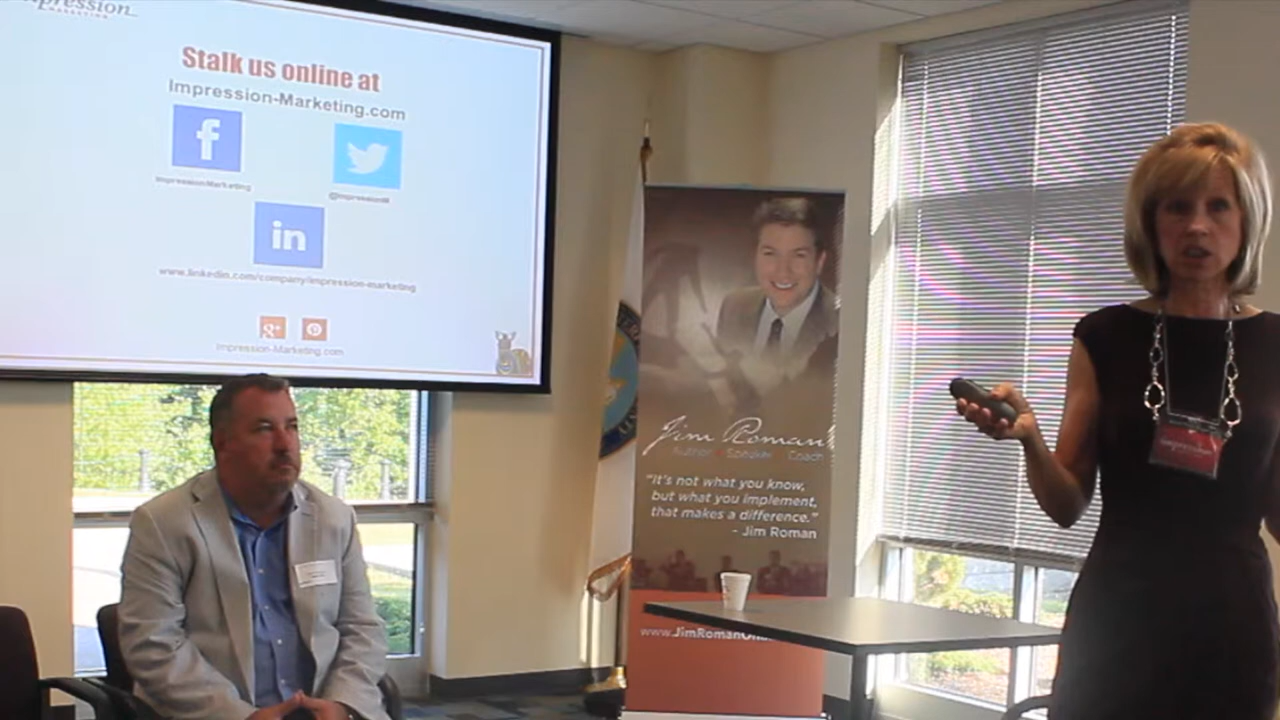 Impression
MARKETING
Stalk us online at
Impression-Marketing.com
f
ImpressionMarketing
@ImpressionM
in
www.linkedin.com/company/impression-marketing
g+
Impression-Marketing.com
Jim Roman
Author Speaker Coach
"It's not what you know,
but what you implement,
that makes a difference."
- Jim Roman
www.JimRomanOn